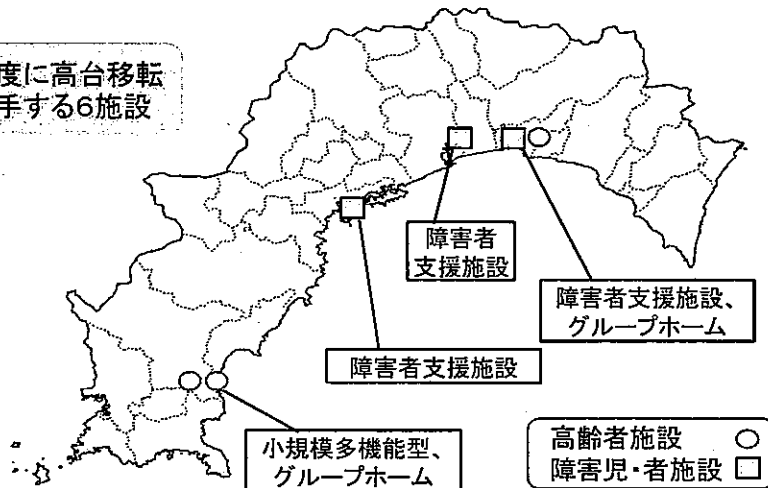 度に高台移転
手する6施設
障害者
支援施設
障害者支援施設、
グループホーム
障害者支援施設
小規模多機能型、
グループホーム
高齢者施設 ○
障害児・者施設 □